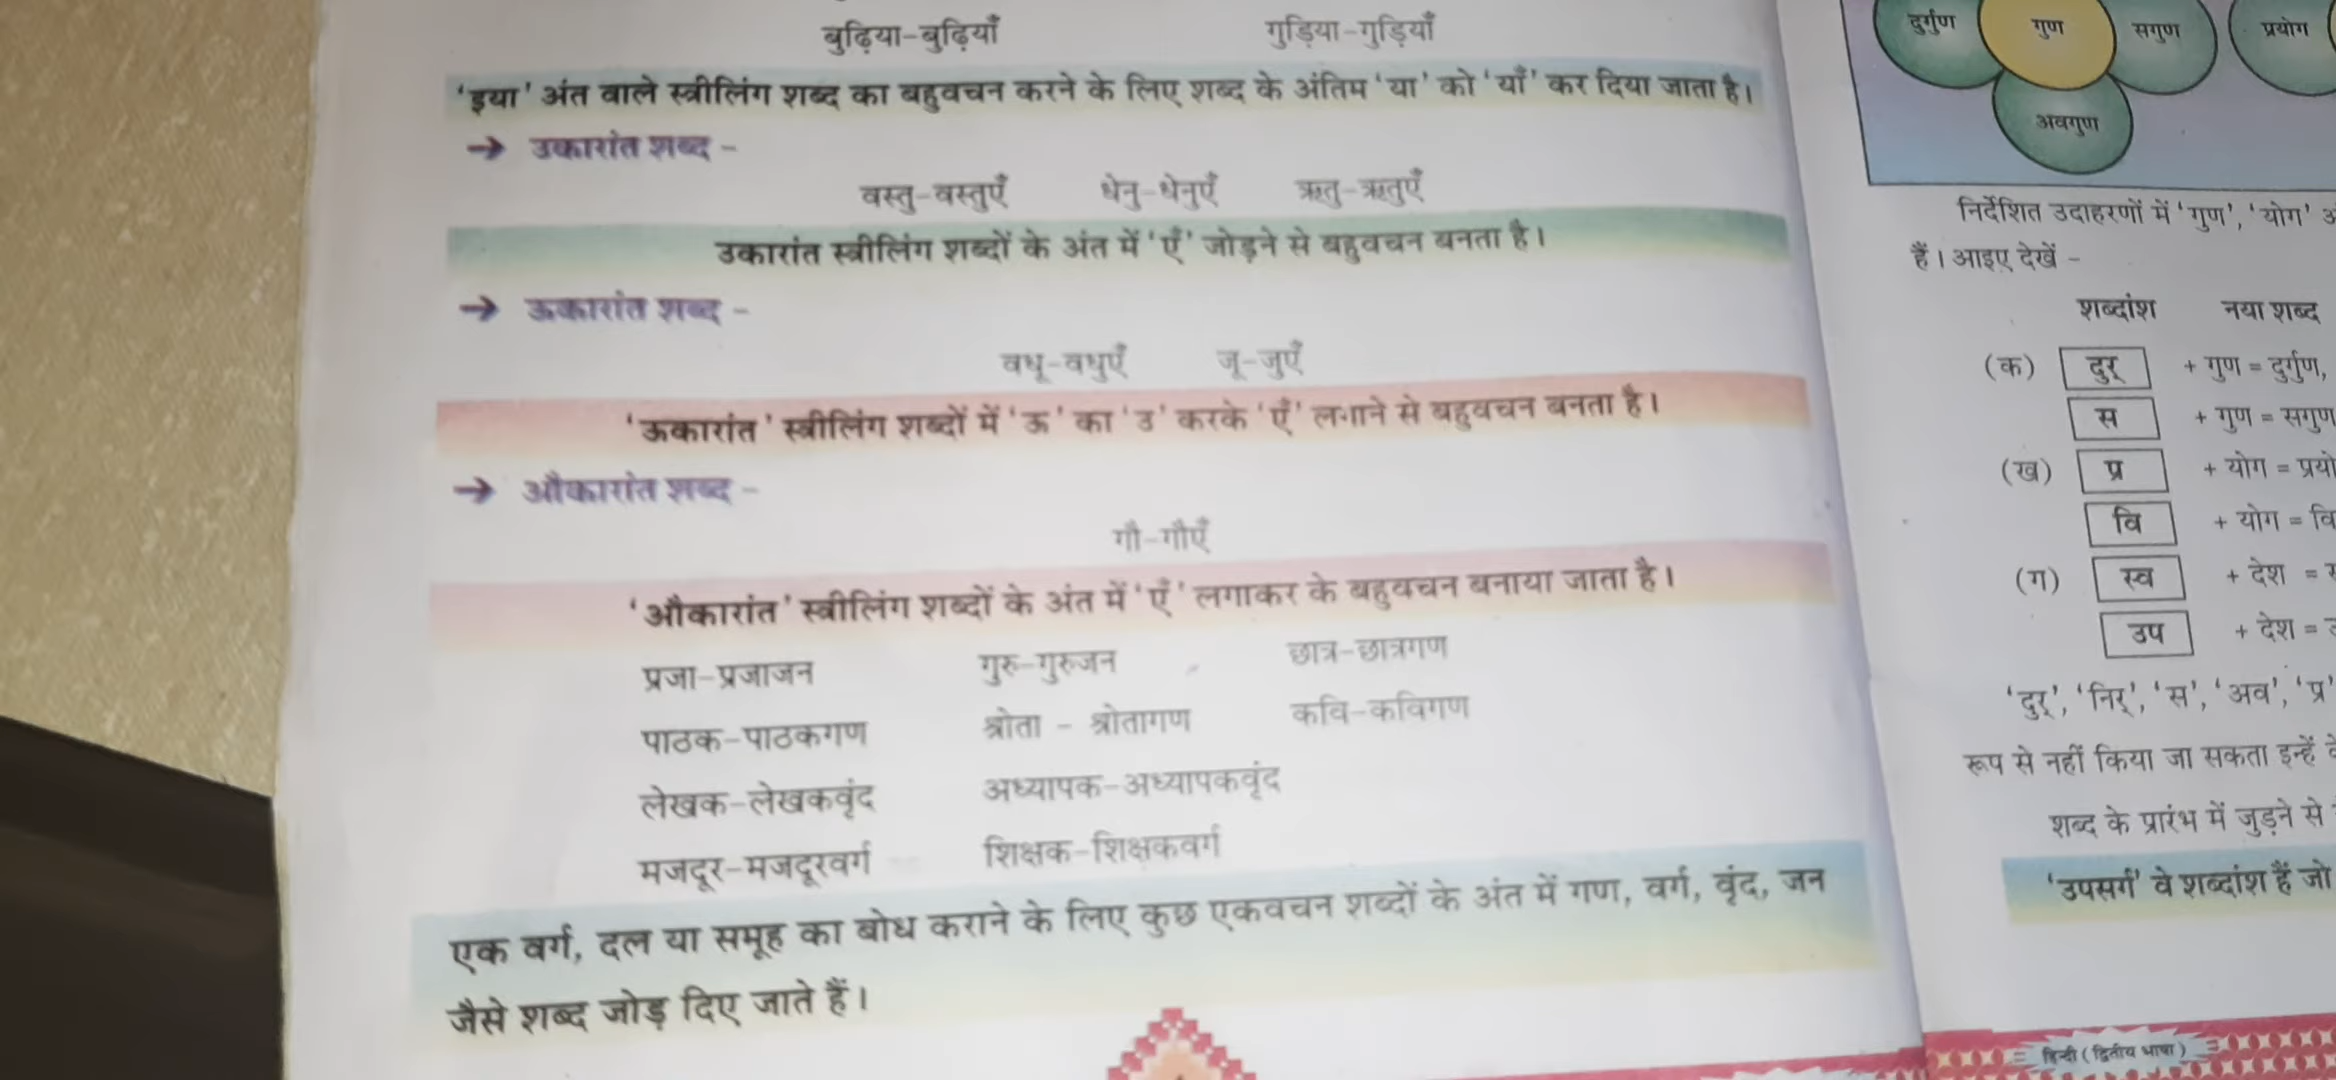 बुढ़िया-बुढ़ियाँ गुड़िया-गुड़ियाँ
'इया' अंत वाले स्त्रीलिंग शब्द का बहुवचन करने के लिए शब्द के अंतिम 'या' को 'याँ' कर दिया जाता है।
→ उकारांत शब्द -
वस्तु-वस्तुएँ धेनु-धेनुएँ ऋतु-ऋतुएँ
उकारांत स्त्रीलिंग शब्दों के अंत में 'एँ' जोड़ने से बहुवचन बनता है।
→ ऊकारांत शब्द -
वधू-वधुएँ जू-जुएँ
'ऊकारांत' स्त्रीलिंग शब्दों में 'ऊ' का 'उ' करके 'एँ' लगाने से बहुवचन बनता है।
→ औकारांत शब्द -
गौ-गौएँ
'औकारांत' स्त्रीलिंग शब्दों के अंत में 'एँ' लगाकर के बहुवचन बनाया जाता है।
प्रजा-प्रजाजन गुरु-गुरुजन छात्र-छात्रगण
पाठक-पाठकगण श्रोता - श्रोतागण कवि-कविगण
लेखक-लेखकवृंद अध्यापक-अध्यापकवृंद
मजदूर-मजदूरवर्ग शिक्षक-शिक्षकवर्ग
एक वर्ग, दल या समूह का बोध कराने के लिए कुछ एकवचन शब्दों के अंत में गण, वर्ग, वृंद, जन
जैसे शब्द जोड़ दिए जाते हैं।
दुर्गुण गुण सगुण प्रयोग
अवगुण
निर्देशित उदाहरणों में 'गुण', 'योग'
हैं। आइए देखें -
शब्दांश नया शब्द
(क) दुर् + गुण = दुर्गुण,
स + गुण = सगुण
(ख) प्र + योग = प्रयो
वि + योग = वि
(ग) स्व + देश =
उप + देश =
'दुर्', 'निर्', 'स', 'अव', 'प्र'
रूप से नहीं किया जा सकता इन्हें
शब्द के प्रारंभ में जुड़ने से
'उपसर्ग' वे शब्दांश हैं जो
हिन्दी (द्वितीय भाषा)